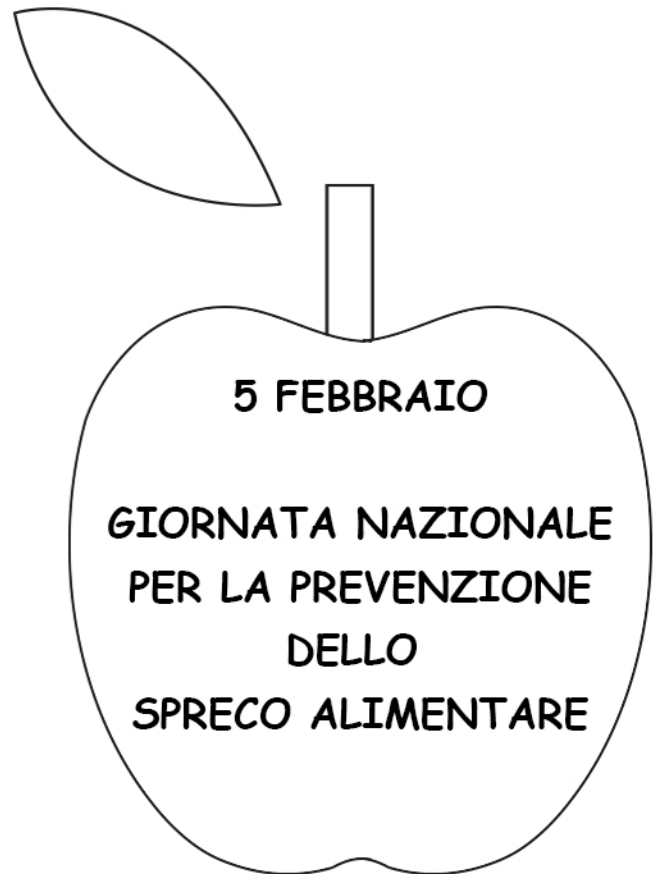 5 FEBBRAIO
GIORNATA NAZIONALE
PER LA PREVENZIONE
DELLO
SPRECO ALIMENTARE